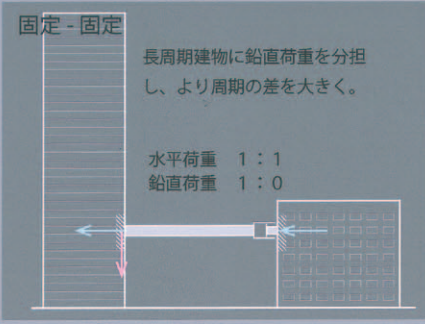 固定 - 固定
長周期建物に鉛直荷重を分担
し、より周期の差を大きく。
水平荷重　1：1
鉛直荷重　1：0